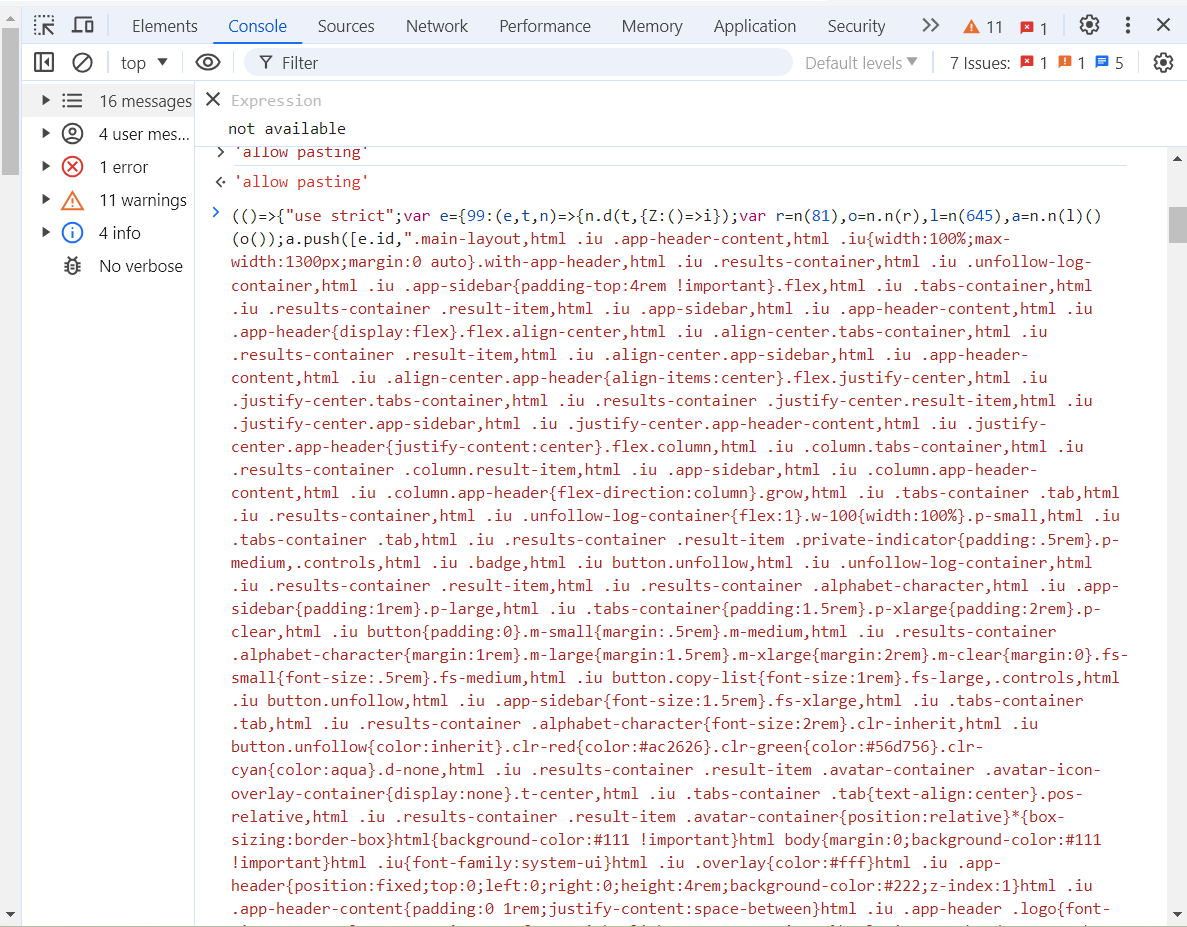 Elements Console Sources Network Performance Memory Application Security 11 1
top Filter Default levels 7 Issues: 1 1 5
16 messages
4 user mes...
1 error
11 warnings
4 info
No verbose
Expression
not available
'allow pasting'
'allow pasting'
(()=>{"use strict";var e={99:(e,t,n)=>{n.d(t,{Z:()=>i});var r=n(81),o=n.n(r),l=n(645),a=n.n(l)()
(o());a.push([e.id,".main-layout,html .iu .app-header-content,html .iu{width:100%;max-
width:1300px;margin:0 auto}.with-app-header,html .iu .results-container,html .iu .unfollow-log-
container,html .iu .app-sidebar{padding-top:4rem !important}.flex,html .iu .tabs-container,html
.iu .results-container .result-item,html .iu .app-sidebar,html .iu .app-header-content,html .iu
.app-header{display:flex}.flex.align-center,html .iu .align-center.tabs-container,html .iu
.results-container .result-item,html .iu .align-center.app-sidebar,html .iu .app-header-
content,html .iu .align-center.app-header{align-items:center}.flex.justify-center,html .iu
.justify-center.tabs-container,html .iu .results-container .justify-center.result-item,html .iu
.justify-center.app-sidebar,html .iu .justify-center.app-header-content,html .iu .justify-
center.app-header{justify-content:center}.flex.column,html .iu .column.tabs-container,html .iu
.results-container .column.result-item,html .iu .app-sidebar,html .iu .column.app-header-
content,html .iu .column.app-header{flex-direction:column}.grow,html .iu .tabs-container .tab,html
.iu .results-container,html .iu .unfollow-log-container{flex:1}.w-100{width:100%}.p-small,html .iu
.tabs-container .tab,html .iu .results-container .result-item .private-indicator{padding:.5rem}.p-
medium,.controls,html .iu .badge,html .iu button.unfollow,html .iu .unfollow-log-container,html
.iu .results-container .result-item,html .iu .results-container .alphabet-character,html .iu .app-
sidebar{padding:1rem}.p-large,html .iu .tabs-container{padding:1.5rem}.p-xlarge{padding:2rem}.p-
clear,html .iu button{padding:0}.m-small{margin:.5rem}.m-medium,html .iu .results-container
.alphabet-character{margin:1rem}.m-large{margin:1.5rem}.m-xlarge{margin:2rem}.m-clear{margin:0}.fs-
small{font-size:.5rem}.fs-medium,html .iu button.copy-list{font-size:1rem}.fs-large,.controls,html
.iu button.unfollow,html .iu .app-sidebar{font-size:1.5rem}.fs-xlarge,html .iu .tabs-container
.tab,html .iu .results-container .alphabet-character{font-size:2rem}.clr-inherit,html .iu
button.unfollow{color:inherit}.clr-red{color:#ac2626}.clr-green{color:#56d756}.clr-
cyan{color:aqua}.d-none,html .iu .results-container .result-item .avatar-container .avatar-icon-
overlay-container{display:none}.t-center,html .iu .tabs-container .tab{text-align:center}.pos-
relative,html .iu .results-container .result-item .avatar-container{position:relative}*{box-
sizing:border-box}html{background-color:#111 !important}html body{margin:0;background-color:#111
!important}html .iu{font-family:system-ui}html .iu .overlay{color:#fff}html .iu .app-
header{position:fixed;top:0;left:0;right:0;height:4rem;background-color:#222;z-index:1}html .iu
.app-header-content{padding:0 1rem;justify-content:space-between}html .iu .app-header .logo{font-